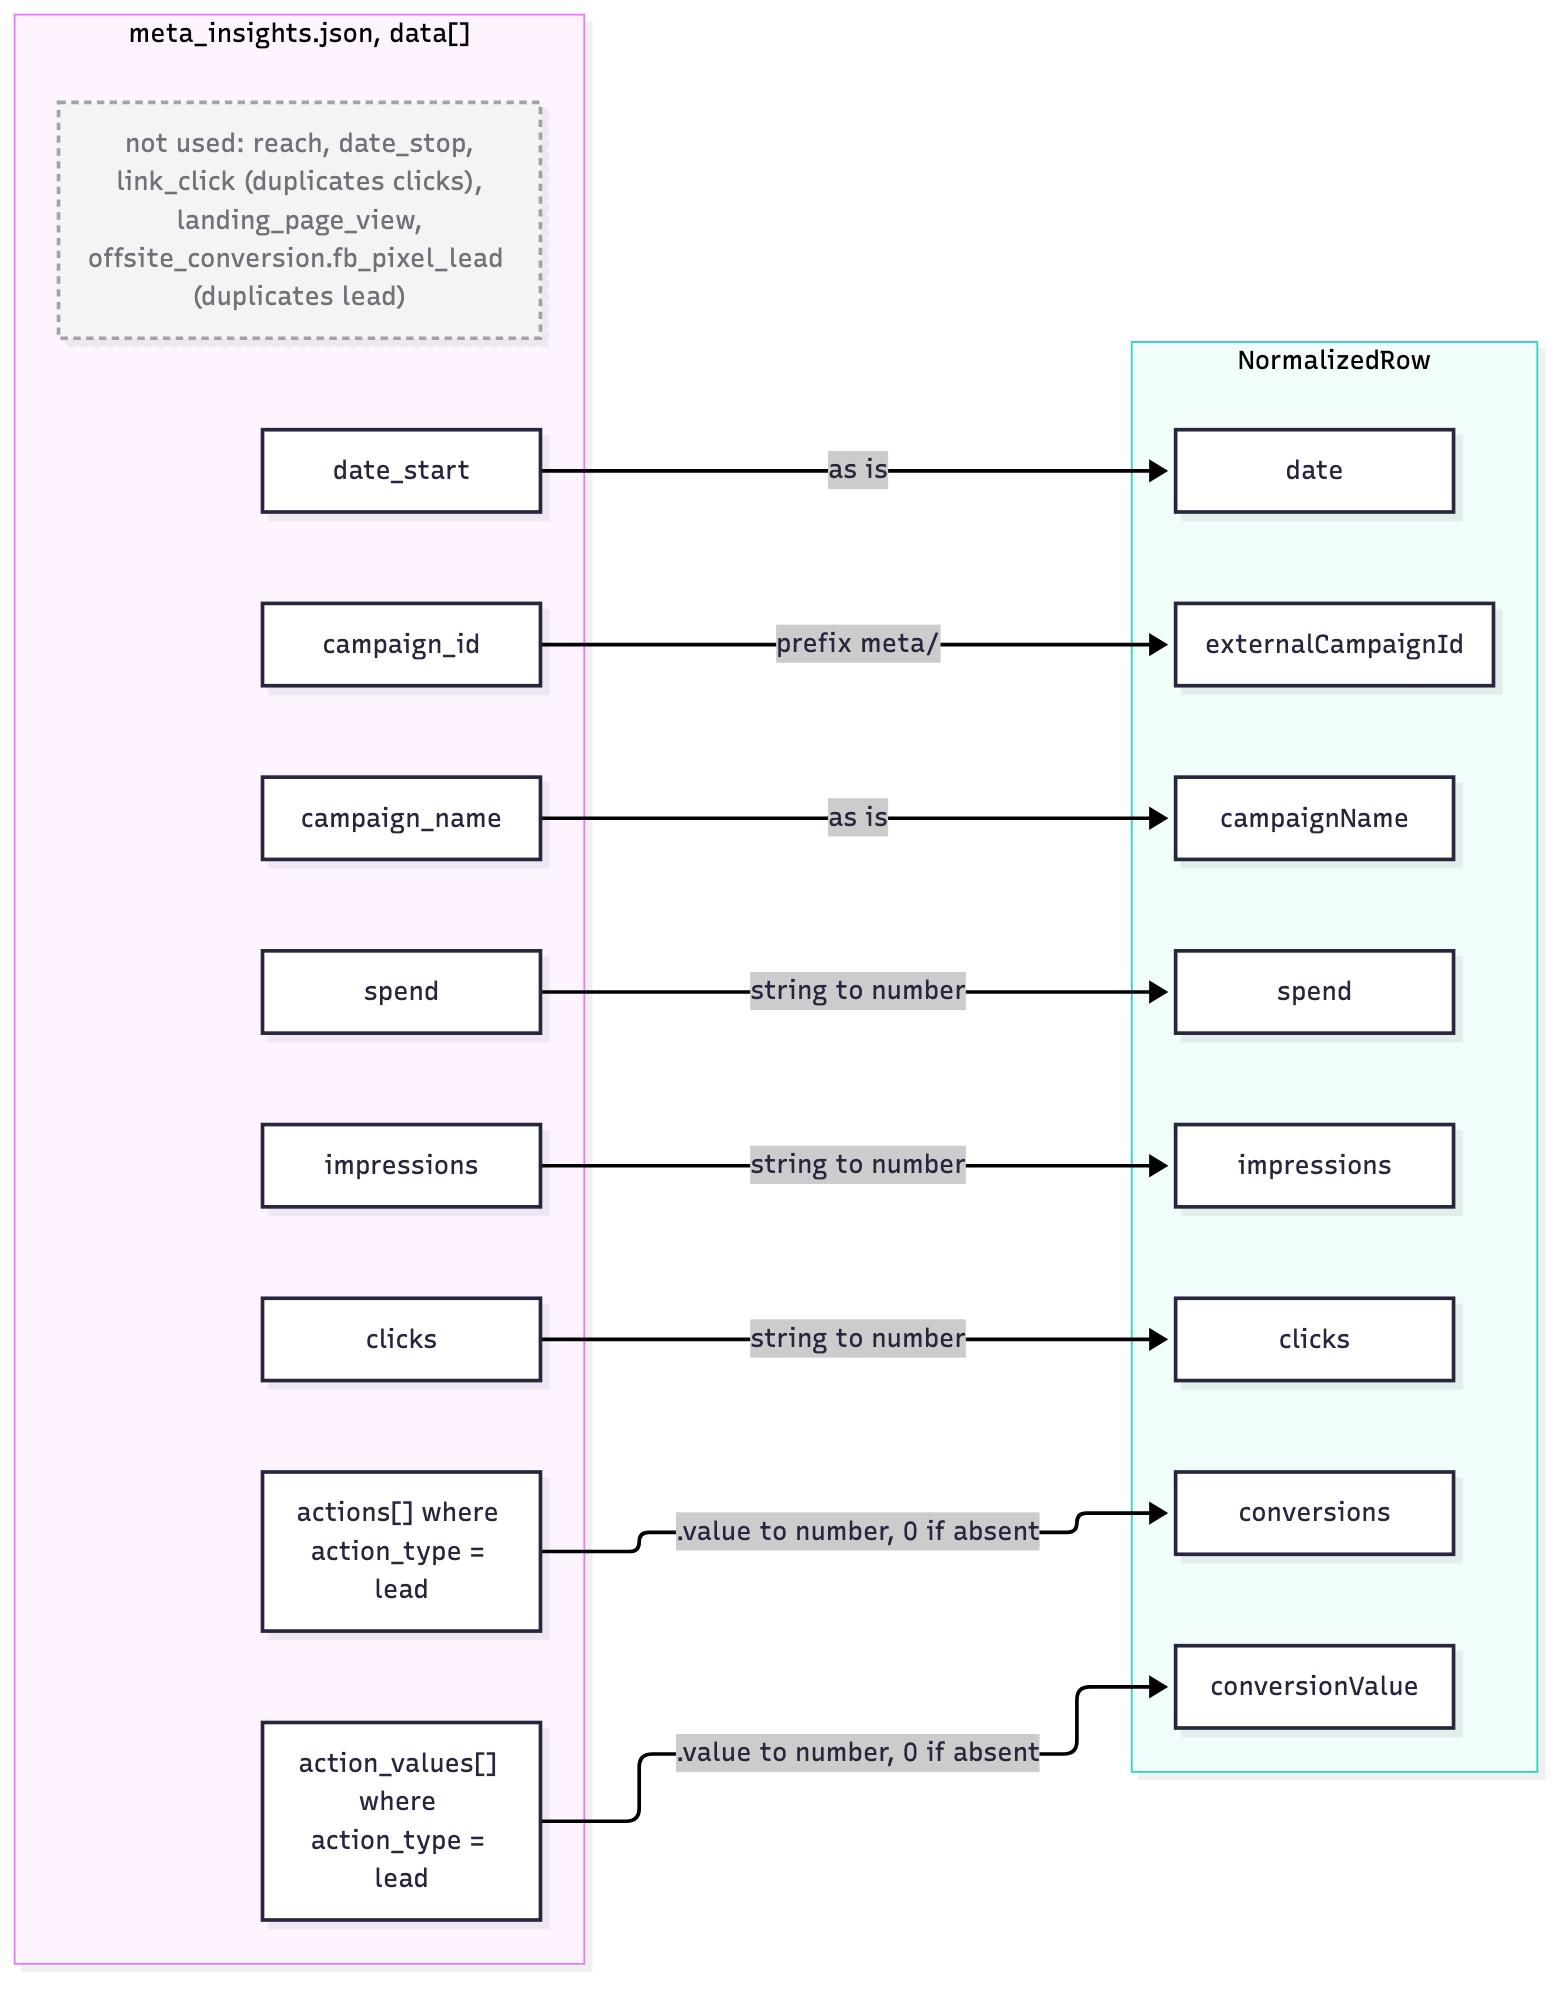 meta_insights.json, data[]
not used: reach, date_stop,
link_click (duplicates clicks),
landing_page_view,
offsite_conversion.fb_pixel_lead
(duplicates lead)
NormalizedRow
date_start
as is
date
campaign_id
prefix meta/
externalCampaignId
campaign_name
as is
campaignName
spend
string to number
spend
impressions
string to number
impressions
clicks
string to number
clicks
actions[] where
action_type =
lead
.value to number, 0 if absent
conversions
action_values[]
where
action_type =
lead
.value to number, 0 if absent
conversionValue